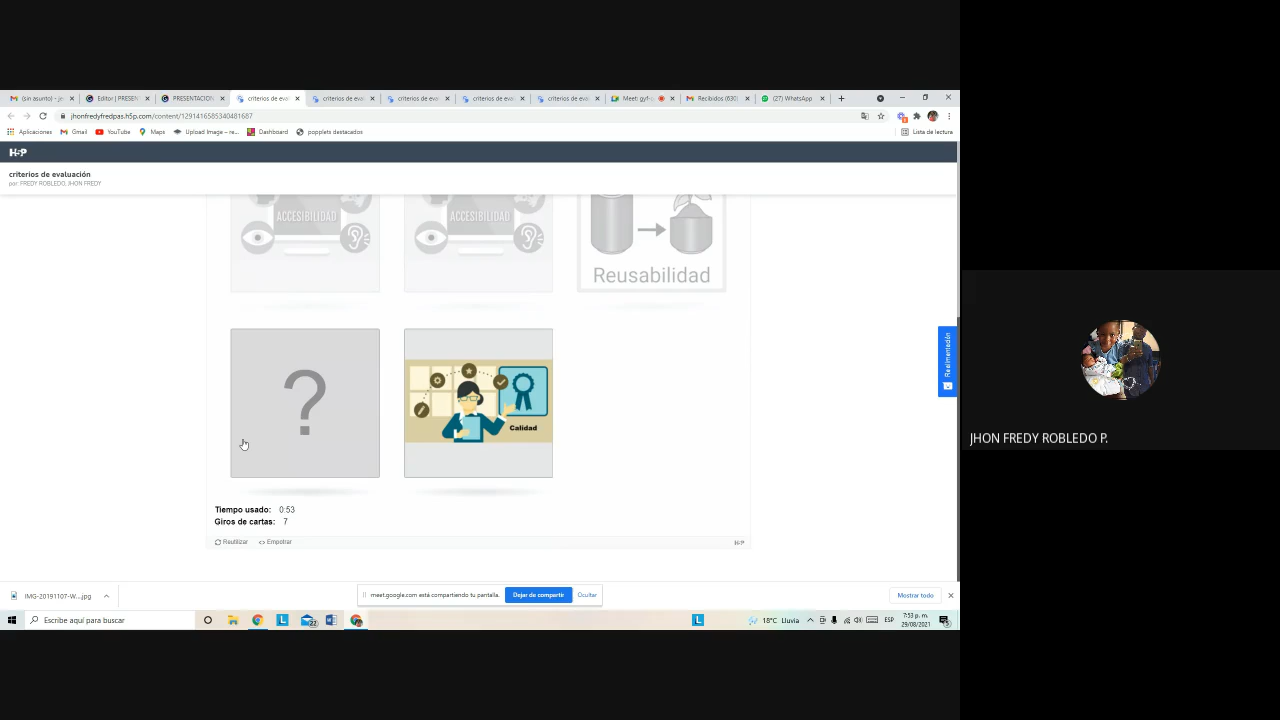 (sin asunto) - je
Editor | PRESEN
PRESENTACION
criterios de eva
criterios de eva
criterios de eva
criterios de eva
criterios de eva
Meet: gyf-
Recibidos (630)
(27) WhatsApp
jhonfredyfredpas.h5p.com/content/1291416585340481687
Aplicaciones
Gmail
YouTube
Maps
Upload Image – re...
Dashboard
popplets destacados
Lista de lectura
H5P
criterios de evaluación
por: FREDY ROBLEDO, JHON FREDY
ACCESIBILIDAD
ACCESIBILIDAD
Reusabilidad
?
Calidad
Realimentación
JHON FREDY ROBLEDO P.
Tiempo usado: 0:53
Giros de cartas: 7
Reutilizar
Empotrar
H5P
IMG-20191107-W....jpg
meet.google.com está compartiendo tu pantalla.
Dejar de compartir
Ocultar
Mostrar todo
Escribe aquí para buscar
18°C Lluvia
ESP
7:53 p. m.
29/08/2021